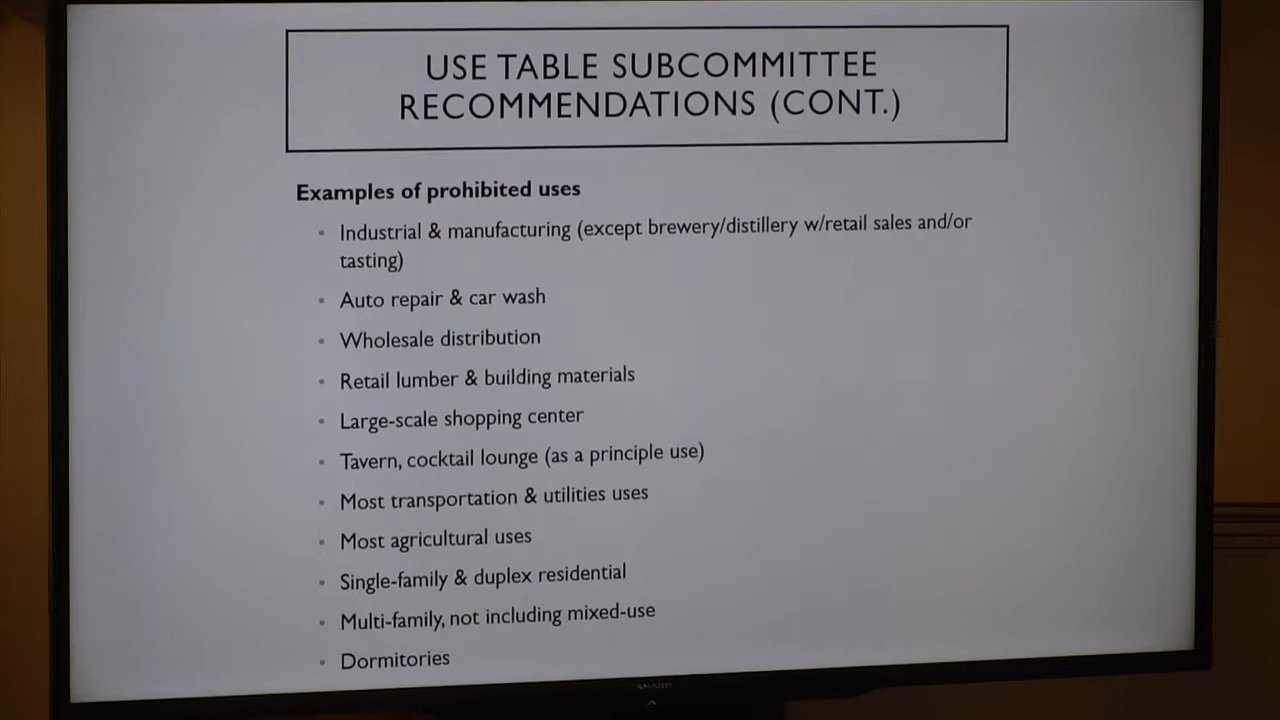 USE TABLE SUBCOMMITTEE
RECOMMENDATIONS (CONT.)
Examples of prohibited uses
• Industrial & manufacturing (except brewery/distillery w/retail sales and/or
tasting)
• Auto repair & car wash
• Wholesale distribution
• Retail lumber & building materials
• Large-scale shopping center
• Tavern, cocktail lounge (as a principle use)
• Most transportation & utilities uses
• Most agricultural uses
• Single-family & duplex residential
• Multi-family, not including mixed-use
• Dormitories
SHARP